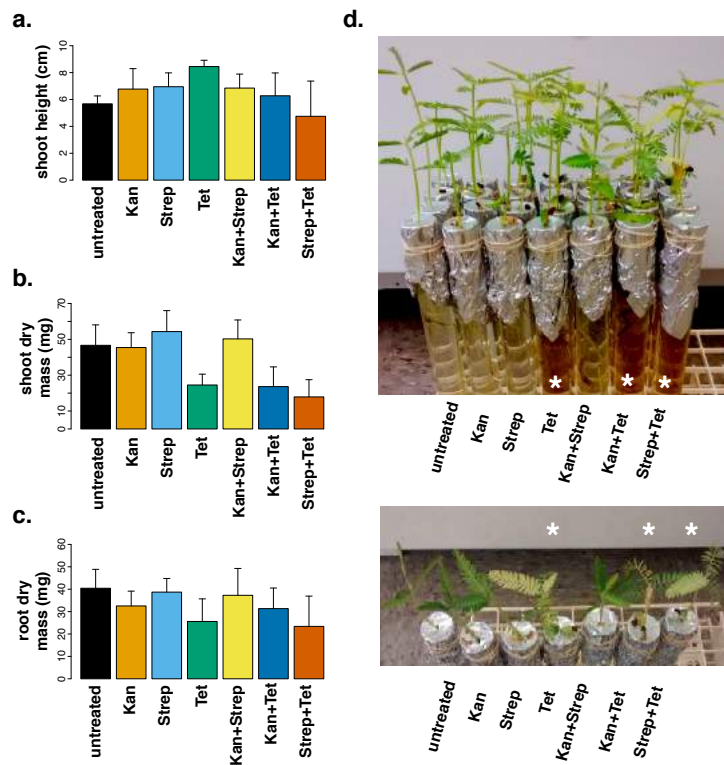 a.
shoot height (cm)
0 2 4 6 8 10
untreated
Kan
Strep
Tet
Kan+Strep
Kan+Tet
Strep+Tet
b.
shoot dry
mass (mg)
0 10 20 30 50 70
untreated
Kan
Strep
Tet
Kan+Strep
Kan+Tet
Strep+Tet
c.
root dry
mass (mg)
0 10 20 30 40 50 60
untreated
Kan
Strep
Tet
Kan+Strep
Kan+Tet
Strep+Tet
d.
* * *
untreated
Kan
Strep
Tet
Kan+Strep
Kan+Tet
Strep+Tet
* * *
untreated
Kan
Strep
Tet
Kan+Strep
Kan+Tet
Strep+Tet